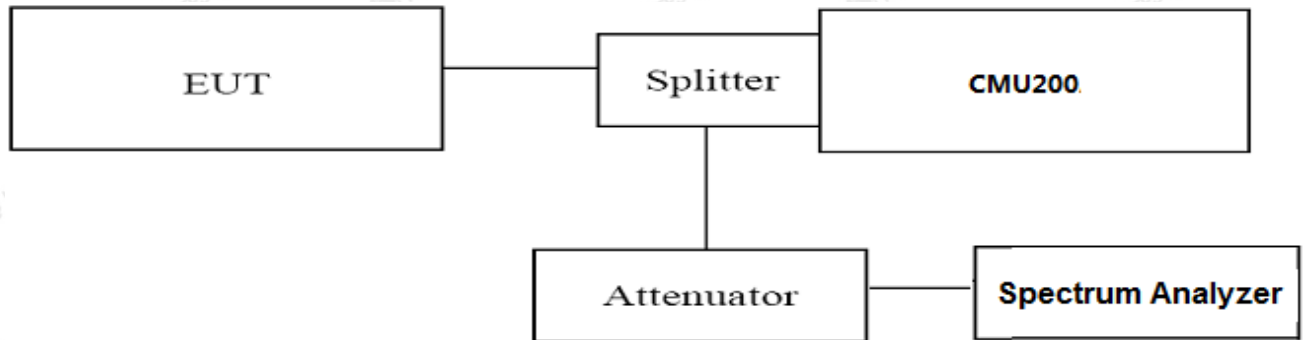 EUT
Splitter
CMU200
Attenuator
Spectrum Analyzer